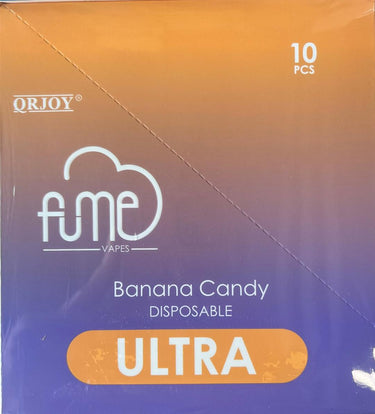 10
PCS
QRJOY®
fume
VAPES
Banana Candy
DISPOSABLE
ULTRA